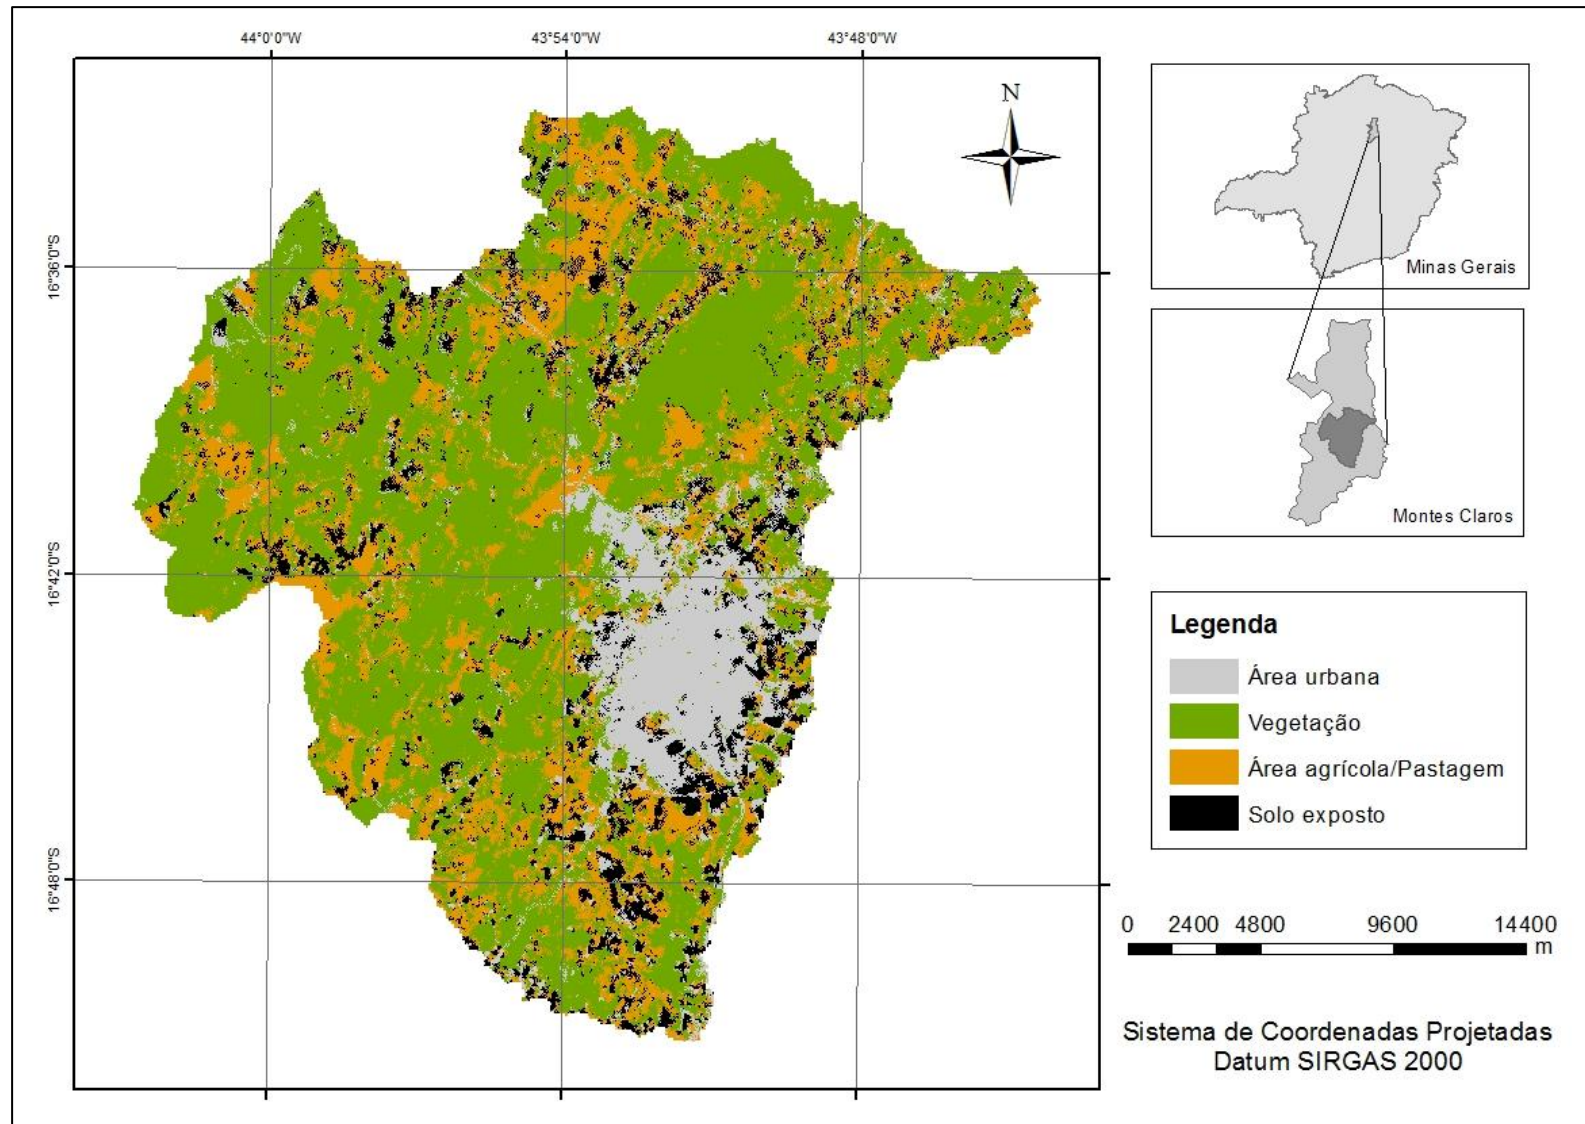 44°0'0"W 43°54'0"W 43°48'0"W
16°36'0"S
16°42'0"S
16°48'0"S
N
Minas Gerais
Montes Claros
Legenda
Área urbana
Vegetação
Área agrícola/Pastagem
Solo exposto
0 2400 4800 9600 14400
m
Sistema de Coordenadas Projetadas
Datum SIRGAS 2000